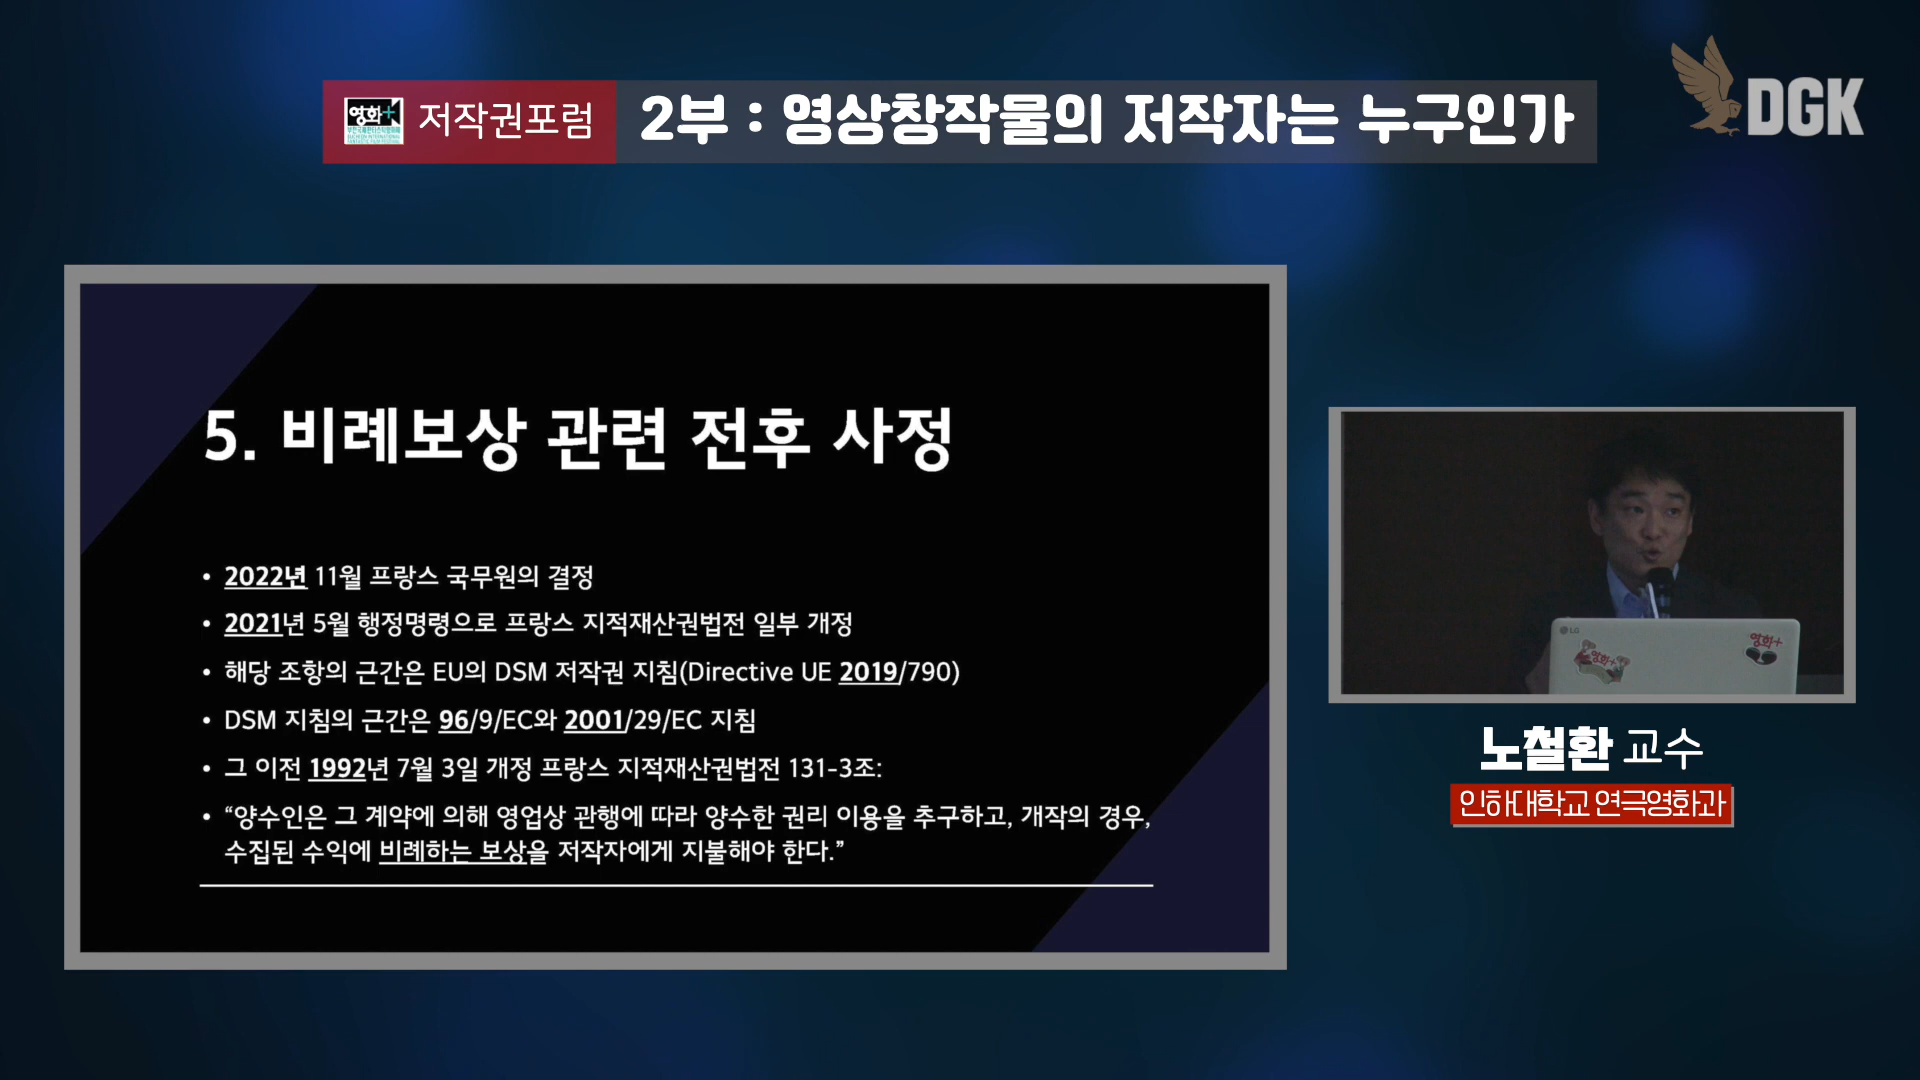 영화+
저작권포럼
2부 : 영상창작물의 저작자는 누구인가
DGK
5. 비례보상 관련 전후 사정
• 2022년 11월 프랑스 국무원의 결정
• 2021년 5월 행정명령으로 프랑스 지적재산권법전 일부 개정
• 해당 조항의 근간은 EU의 DSM 저작권 지침(Directive UE 2019/790)
• DSM 지침의 근간은 96/9/EC와 2001/29/EC 지침
• 그 이전 1992년 7월 3일 개정 프랑스 지적재산권법전 131-3조:
• “양수인은 그 계약에 의해 영업상 관행에 따라 양수한 권리 이용을 추구하고, 개작의 경우,
수집된 수익에 비례하는 보상을 저작자에게 지불해야 한다.”
LG
영화+
영화+
노철환 교수
인하대학교 연극영화과